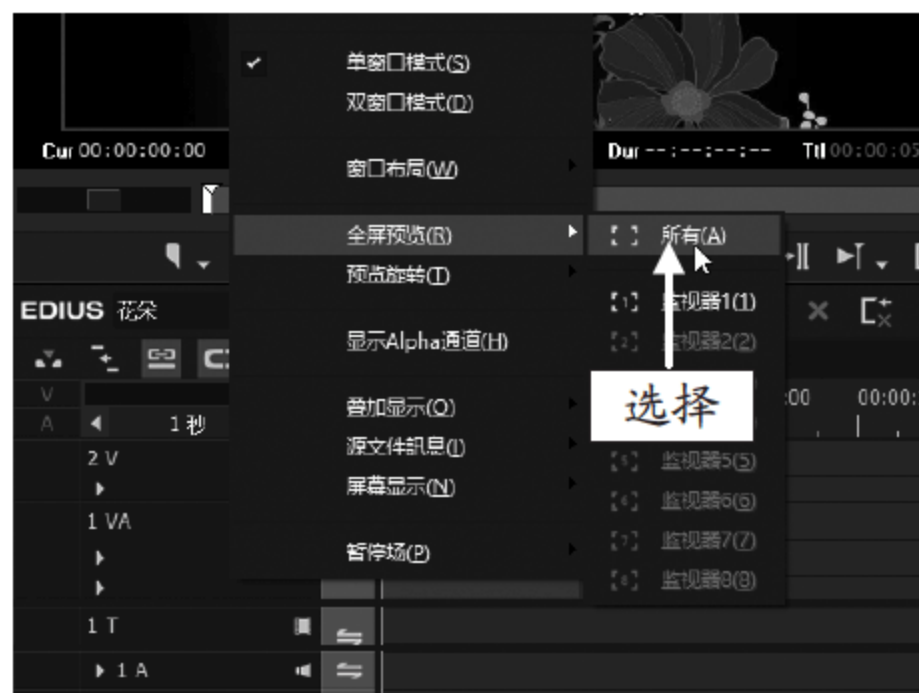 单窗口模式(S)
双窗口模式(D)
Cur 00:00:00:00
Dur --:--:--:--
Ttl 00:00:05
窗口布局(W)
全屏预览(R)
所有(A)
预览旋转(T)
EDIUS 花朵
监视器1(1)
显示Alpha通道(H)
监视器2(2)
选择
V
:00
00:00:
A
1 秒
叠加显示(O)
源文件訊息(I)
2 V
监视器5(5)
屏幕显示(N)
监视器6(6)
1 VA
监视器7(7)
暂停场(P)
监视器8(8)
1 T
1 A